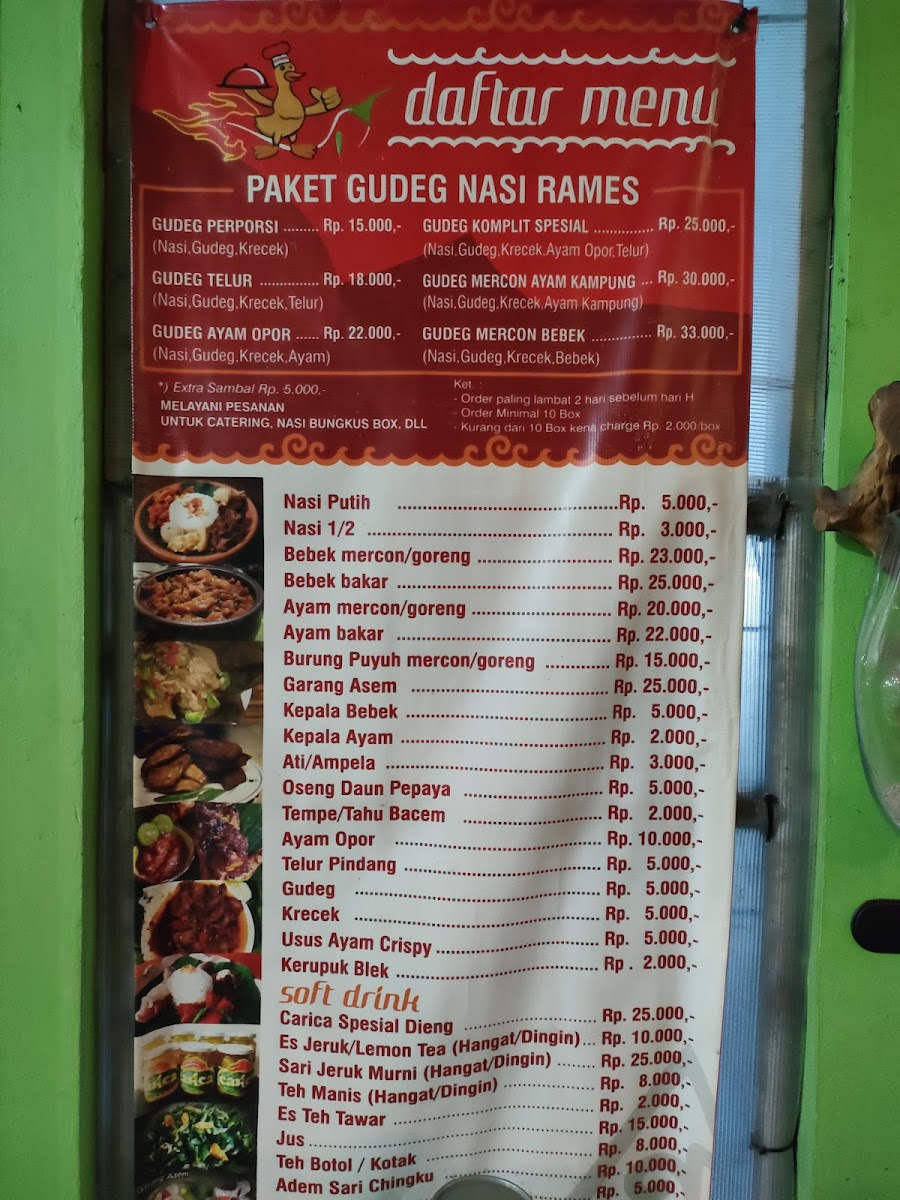 daftar menu
PAKET GUDEG NASI RAMES
GUDEG PERPORSI ......... Rp. 15.000,-
(Nasi,Gudeg,Krecek)
GUDEG TELUR ............... Rp. 18.000,-
(Nasi,Gudeg,Krecek,Telur)
GUDEG AYAM OPOR ...... Rp. 22.000,-
(Nasi,Gudeg,Krecek,Ayam)
GUDEG KOMPLIT SPESIAL ............... Rp. 25.000,-
(Nasi,Gudeg,Krecek,Ayam Opor,Telur)
GUDEG MERCON AYAM KAMPUNG ... Rp. 30.000,-
(Nasi,Gudeg,Krecek,Ayam Kampung)
GUDEG MERCON BEBEK ............... Rp. 33.000,-
(Nasi,Gudeg,Krecek,Bebek)
*) Extra Sambal Rp. 5.000,-
MELAYANI PESANAN
UNTUK CATERING, NASI BUNGKUS BOX, DLL
Ket. :
- Order paling lambat 2 hari sebelum hari H
- Order Minimal 10 Box
- Kurang dari 10 Box kena charge Rp. 2.000/box
Nasi Putih ...... Rp. 5.000,-
Nasi 1/2 ...... Rp. 3.000,-
Bebek mercon/goreng ...... Rp. 23.000,-
Bebek bakar ...... Rp. 25.000,-
Ayam mercon/goreng ...... Rp. 20.000,-
Ayam bakar ...... Rp. 22.000,-
Burung Puyuh mercon/goreng ...... Rp. 15.000,-
Garang Asem ...... Rp. 25.000,-
Kepala Bebek ...... Rp. 5.000,-
Kepala Ayam ...... Rp. 2.000,-
Ati/Ampela ...... Rp. 3.000,-
Oseng Daun Pepaya ...... Rp. 5.000,-
Tempe/Tahu Bacem ...... Rp. 2.000,-
Ayam Opor ...... Rp. 10.000,-
Telur Pindang ...... Rp. 5.000,-
Gudeg ...... Rp. 5.000,-
Krecek ...... Rp. 5.000,-
Usus Ayam Crispy ...... Rp. 5.000,-
Kerupuk Blek ...... Rp . 2.000,-
soft drink
Carica Spesial Dieng ...... Rp. 25.000,-
Es Jeruk/Lemon Tea (Hangat/Dingin)... Rp. 10.000,-
Sari Jeruk Murni (Hangat/Dingin) ....... Rp. 25.000,-
Teh Manis (Hangat/Dingin) ...... Rp. 8.000,-
Es Teh Tawar ...... Rp. 2.000,-
Jus ...... Rp. 15.000,-
Teh Botol / Kotak ...... Rp. 8.000,-
Adem Sari Chingku ...... Rp. 10.000,-
Rp. 5.000,-
Garang Asem